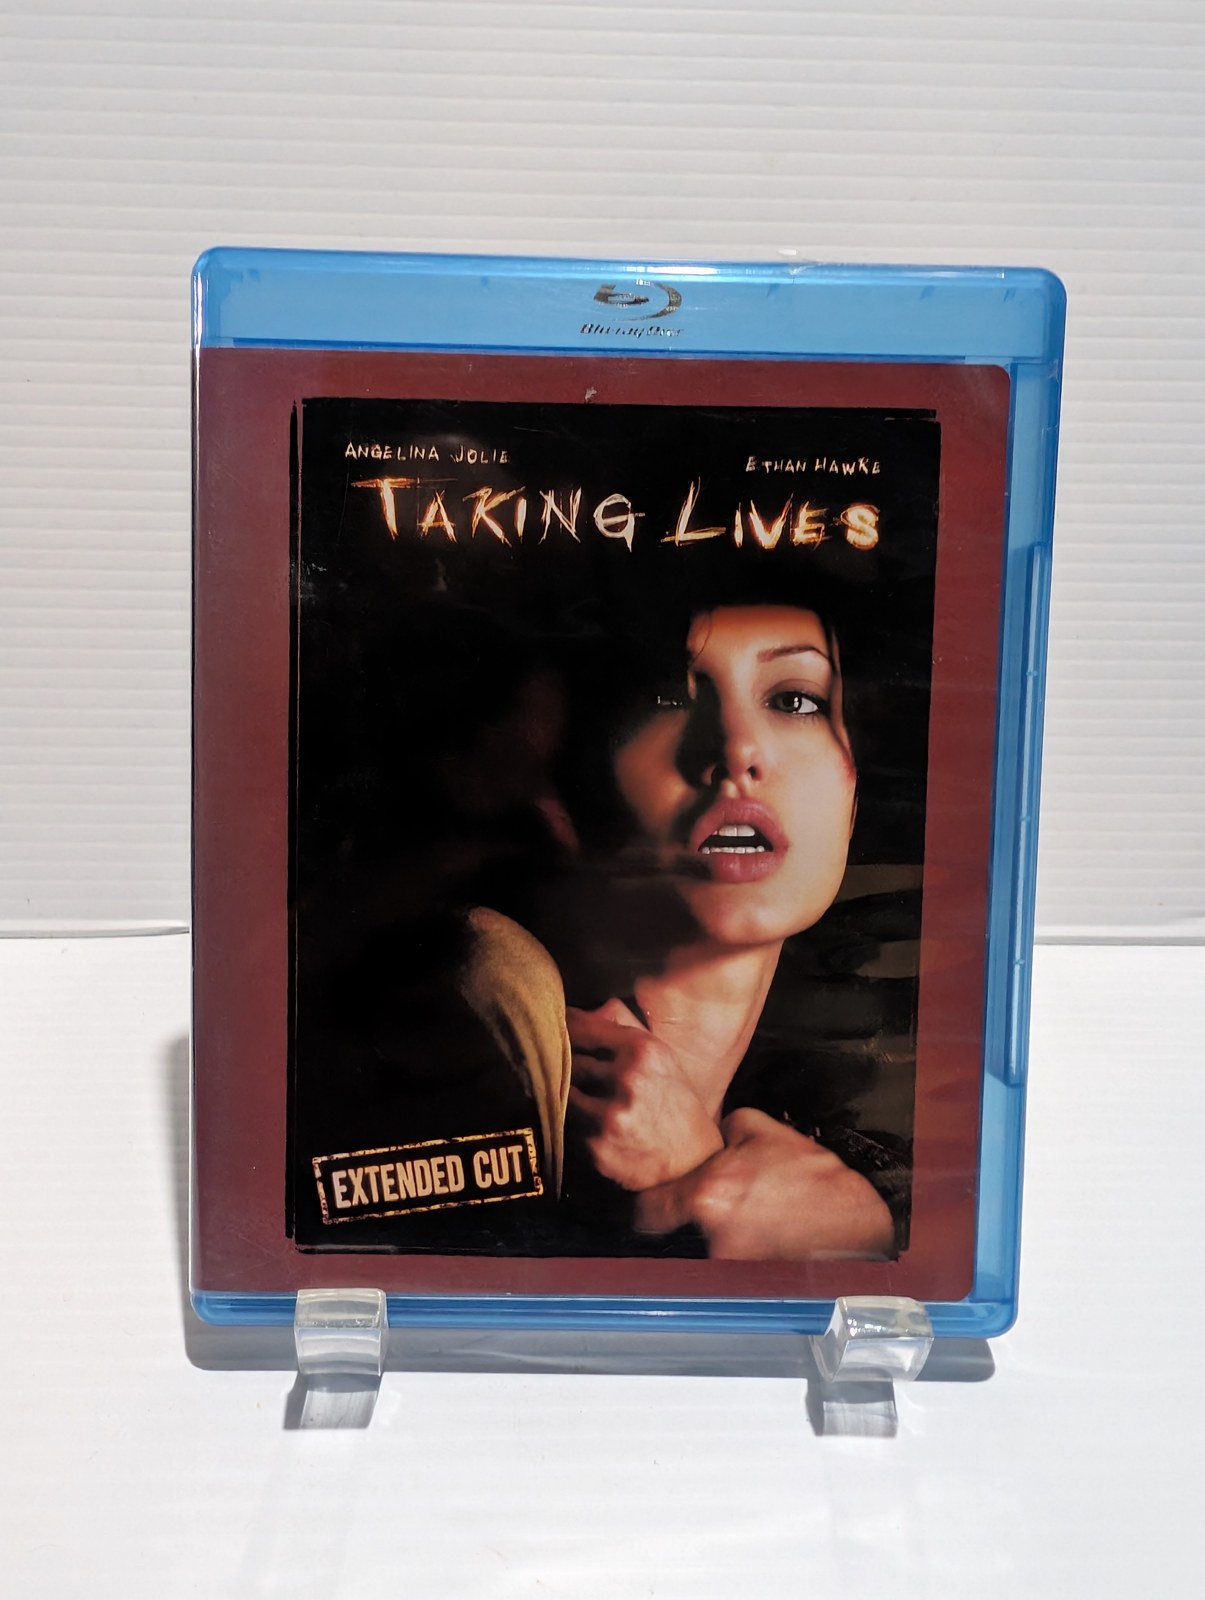 Blu-ray Disc
ANGELINA JOLIE
ETHAN HAWKE
TAKING LIVES
EXTENDED CUT